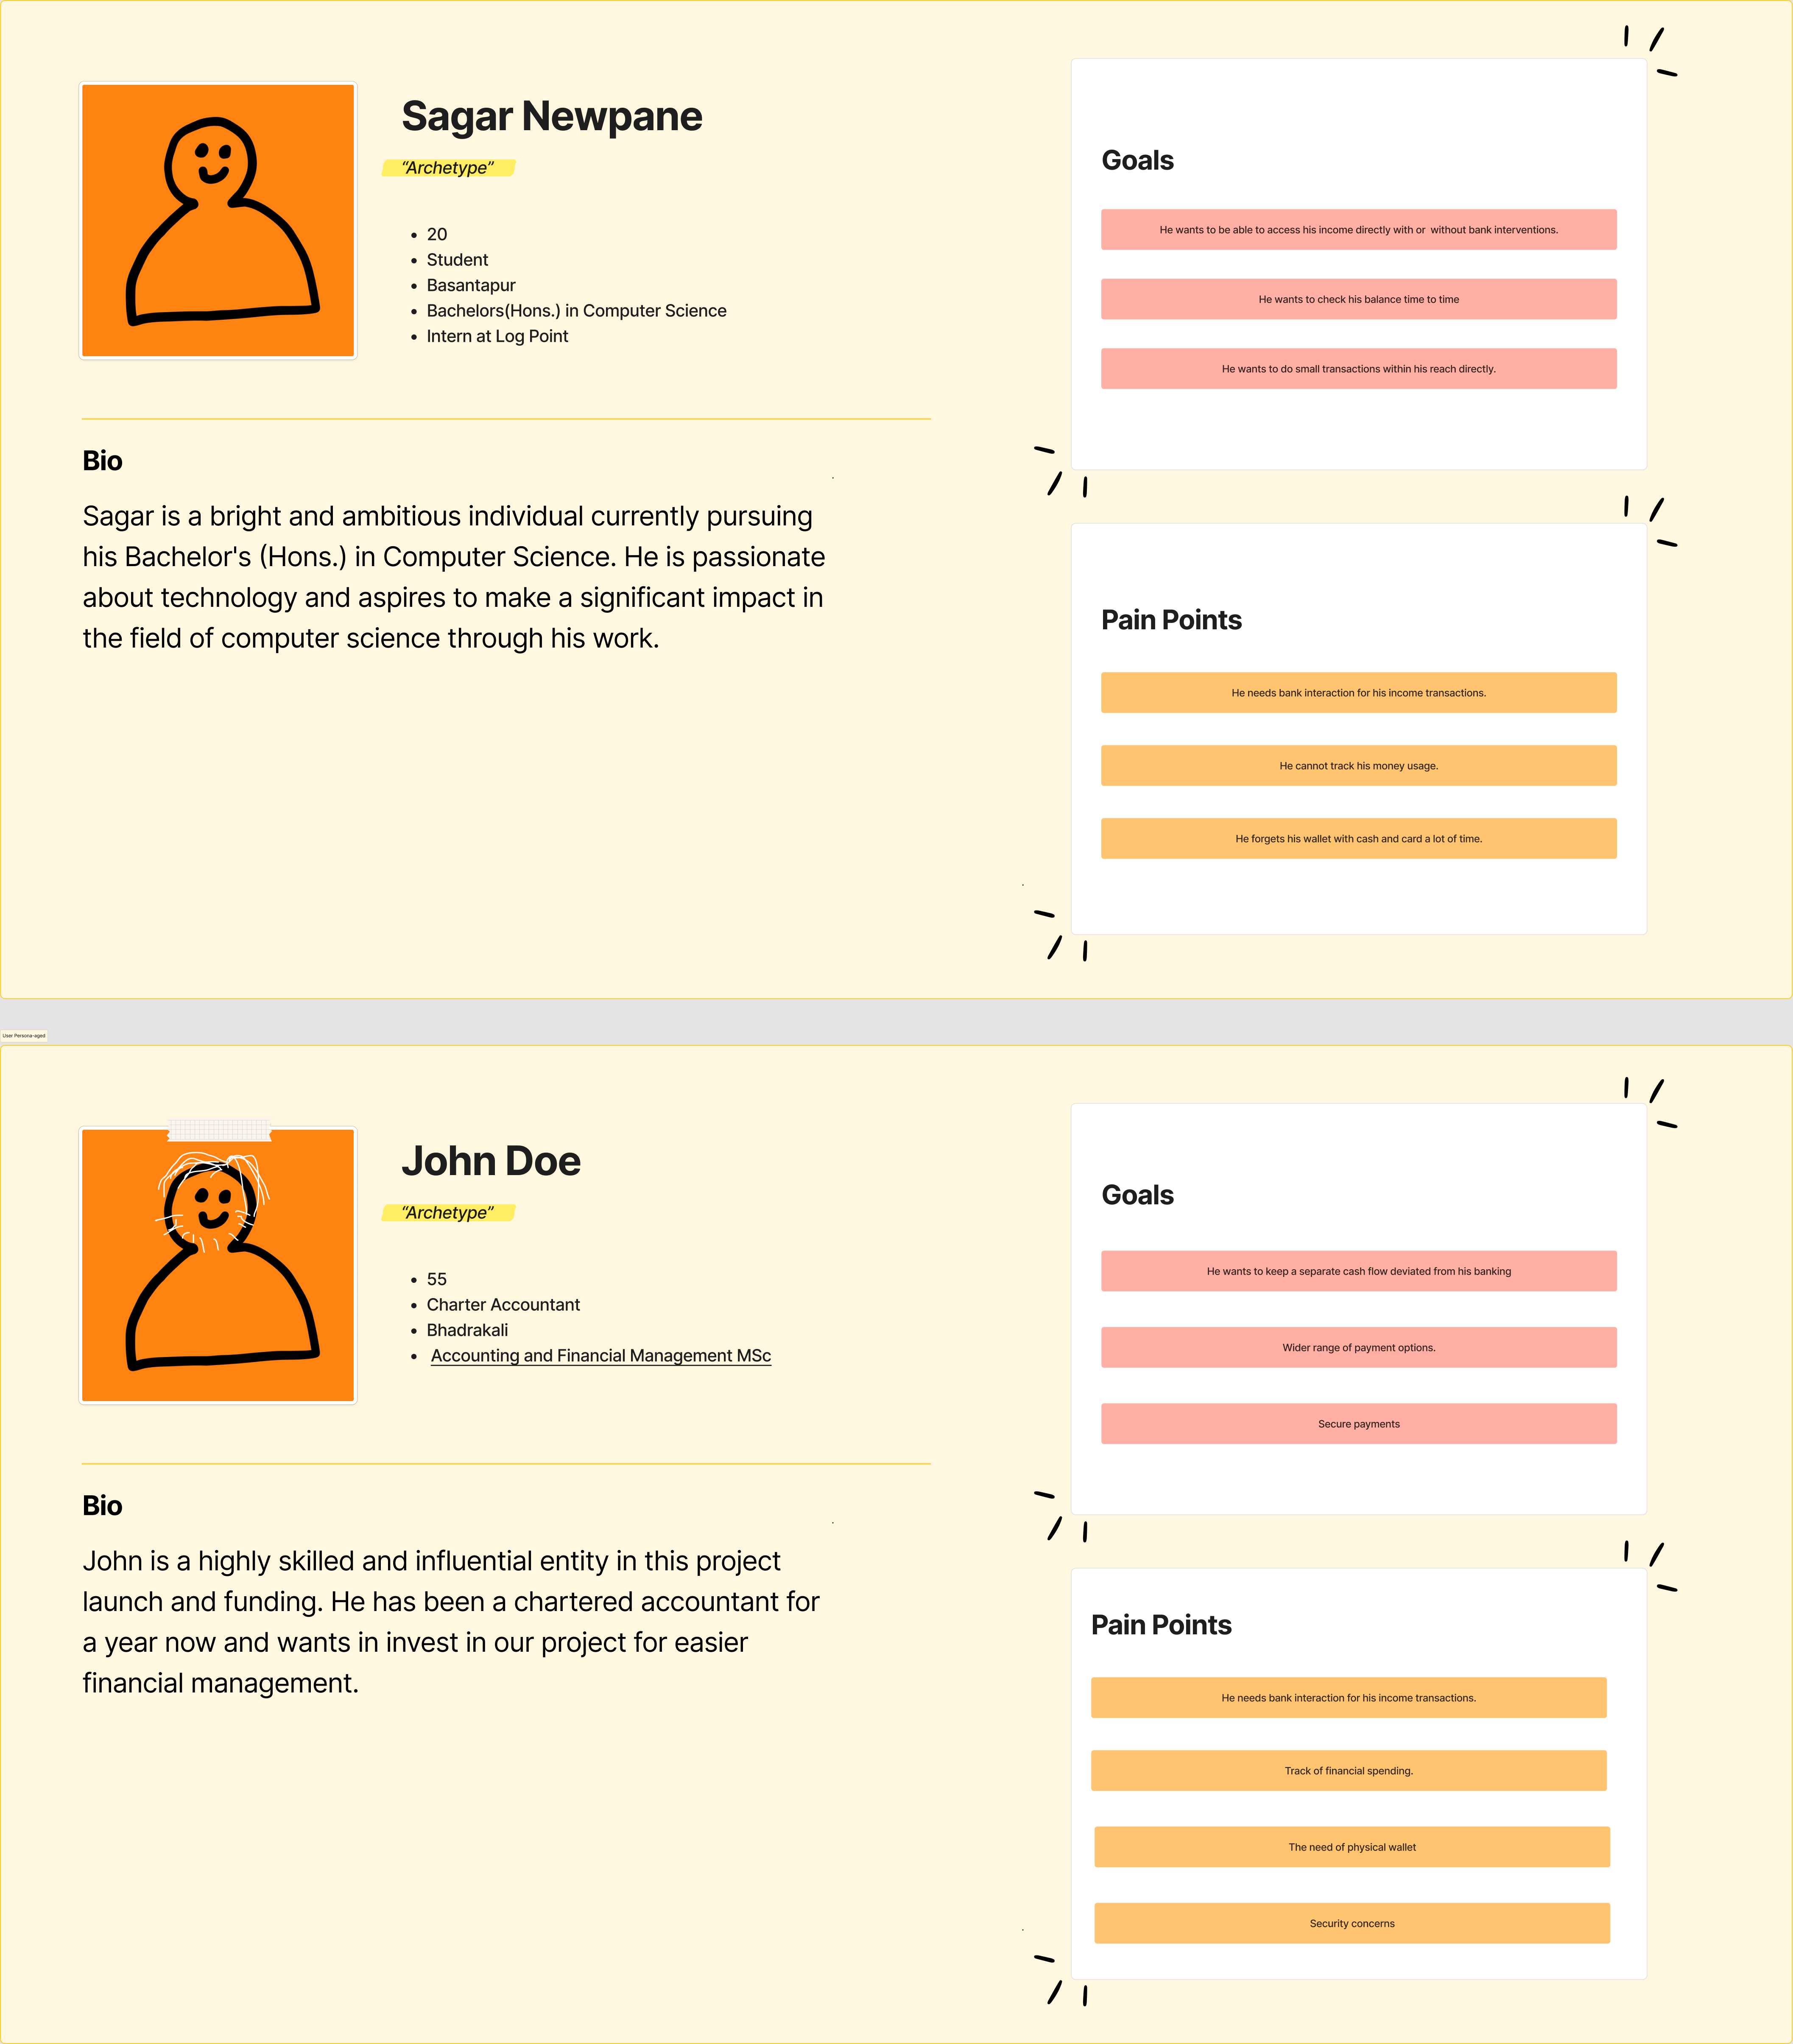 Sagar Newpane
“Archetype”
• 20
• Student
• Basantapur
• Bachelors(Hons.) in Computer Science
• Intern at Log Point
Bio
Sagar is a bright and ambitious individual currently pursuing
his Bachelor's (Hons.) in Computer Science. He is passionate
about technology and aspires to make a significant impact in
the field of computer science through his work.
Goals
He wants to be able to access his income directly with or  without bank interventions.
He wants to check his balance time to time
He wants to do small transactions within his reach directly.
Pain Points
He needs bank interaction for his income transactions.
He cannot track his money usage.
He forgets his wallet with cash and card a lot of time.
User Persona-aged
John Doe
“Archetype”
• 55
• Charter Accountant
• Bhadrakali
• Accounting and Financial Management MSc
Bio
John is a highly skilled and influential entity in this project
launch and funding. He has been a chartered accountant for
a year now and wants in invest in our project for easier
financial management.
Goals
He wants to keep a separate cash flow deviated from his banking
Wider range of payment options.
Secure payments
Pain Points
He needs bank interaction for his income transactions.
Track of financial spending.
The need of physical wallet
Security concerns